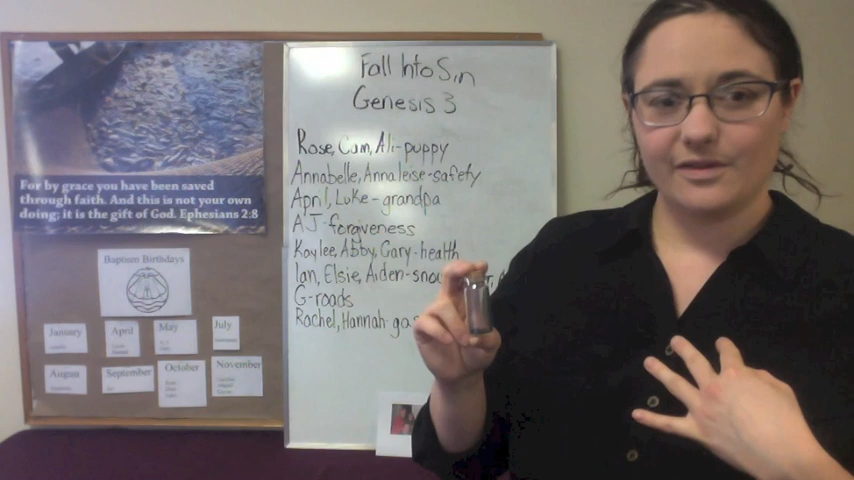 Fall Into Sin
Genesis 3
Rose, Cam, Ali-puppy
Annabelle, Annaleise-safety
April, Luke-grandpa
AJ-forgiveness
Kaylee, Abby, Gary-health
Ian, Elsie, Aiden-snow
G-roads
Rachel, Hannah-gas
For by grace you have been saved
through faith. And this is not your own
doing; it is the gift of God. Ephesians 2:8
Baptism Birthdays
January
April
May
July
August
September
October
November